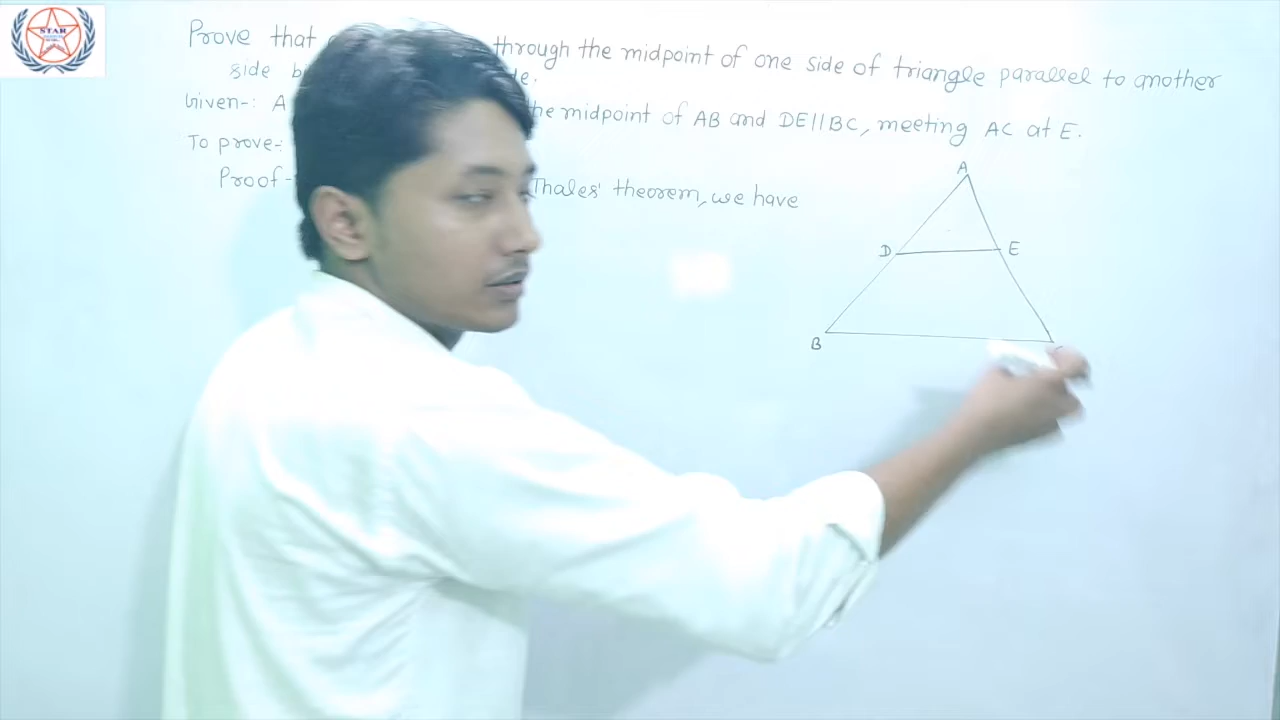 STAR
Prove that through the midpoint of one side of triangle parallel to another
side
Given-: A the midpoint of AB and DE||BC, meeting AC at E.
To prove-:
Proof- Thales' theorem, we have
A
D E
B